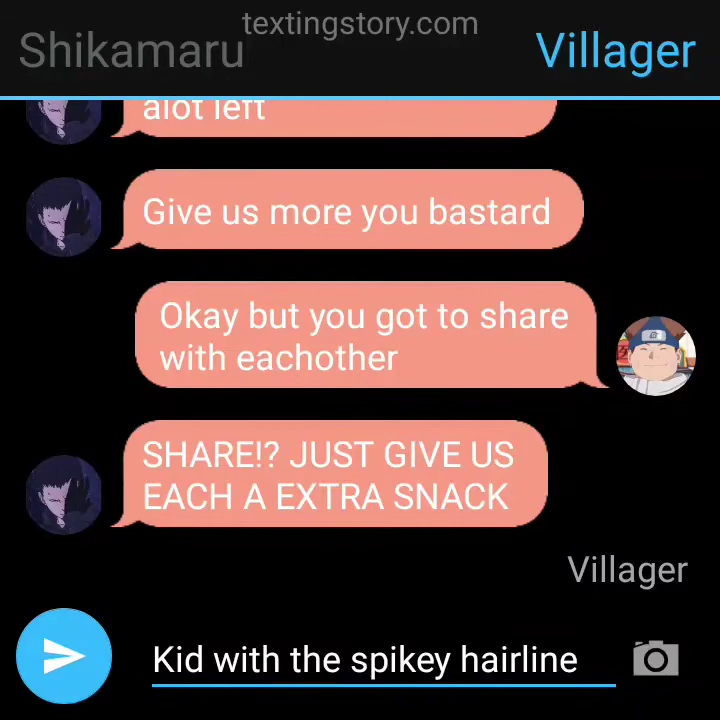 textingstory.com
Shikamaru
Villager
alot left
Give us more you bastard
Okay but you got to share
with eachother
SHARE!? JUST GIVE US
EACH A EXTRA SNACK
Villager
Kid with the spikey hairline